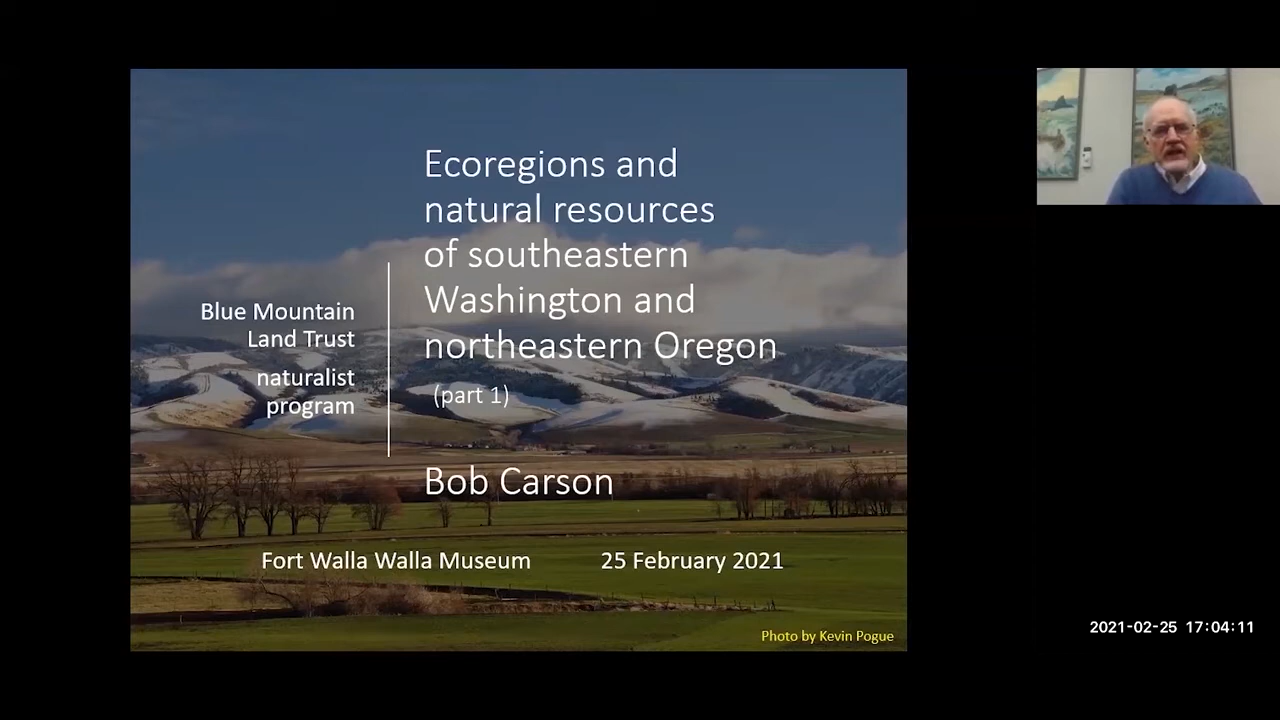 Ecoregions and
natural resources
of southeastern
Washington and
northeastern Oregon
(part 1)
Blue Mountain
Land Trust
naturalist
program
Bob Carson
Fort Walla Walla Museum 25 February 2021
Photo by Kevin Pogue
2021-02-25 17:04:11